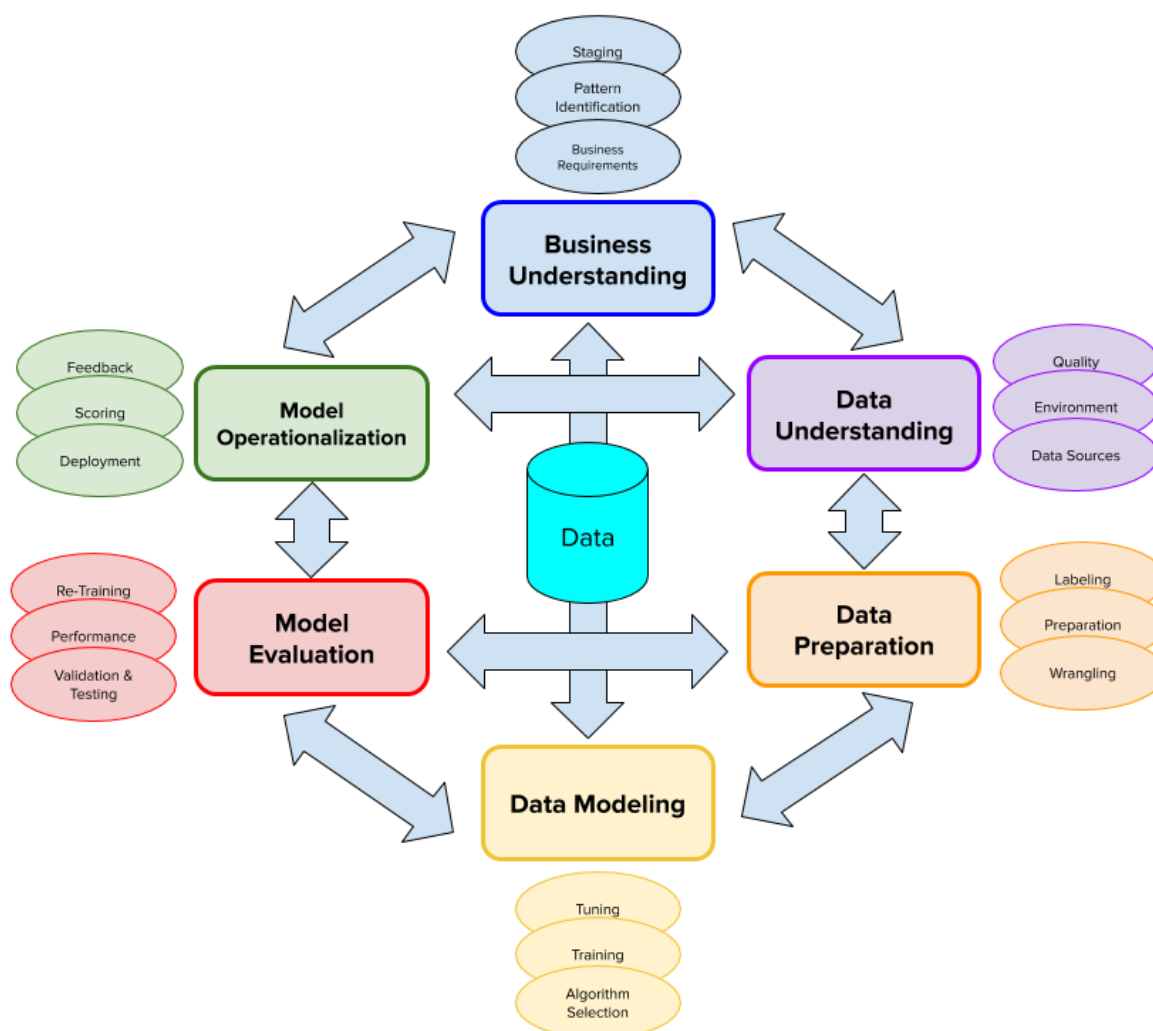 Staging
Pattern
Identification
Business
Requirements
Business
Understanding
Feedback
Scoring
Deployment
Model
Operationalization
Data
Understanding
Quality
Environment
Data Sources
Data
Re-Training
Performance
Validation &
Testing
Model
Evaluation
Data
Preparation
Labeling
Preparation
Wrangling
Data Modeling
Tuning
Training
Algorithm
Selection